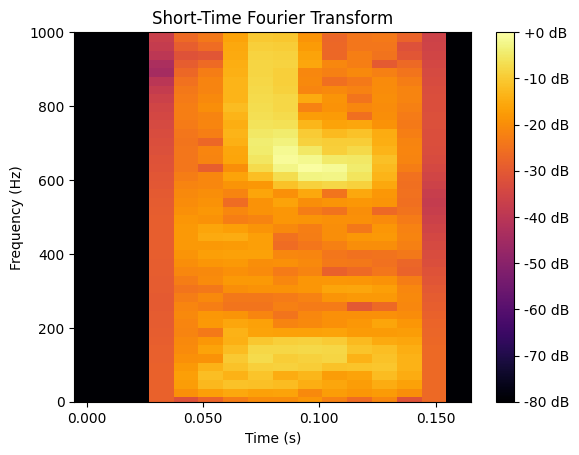 Short-Time Fourier Transform
Frequency (Hz)
1000
800
600
400
200
0
0.000
0.050
0.100
0.150
Time (s)
+0 dB
-10 dB
-20 dB
-30 dB
-40 dB
-50 dB
-60 dB
-70 dB
-80 dB